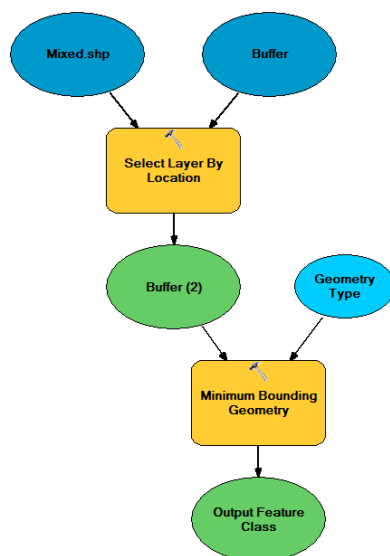 Mixed.shp
Buffer
Select Layer By
Location
Buffer (2)
Geometry
Type
Minimum Bounding
Geometry
Output Feature
Class